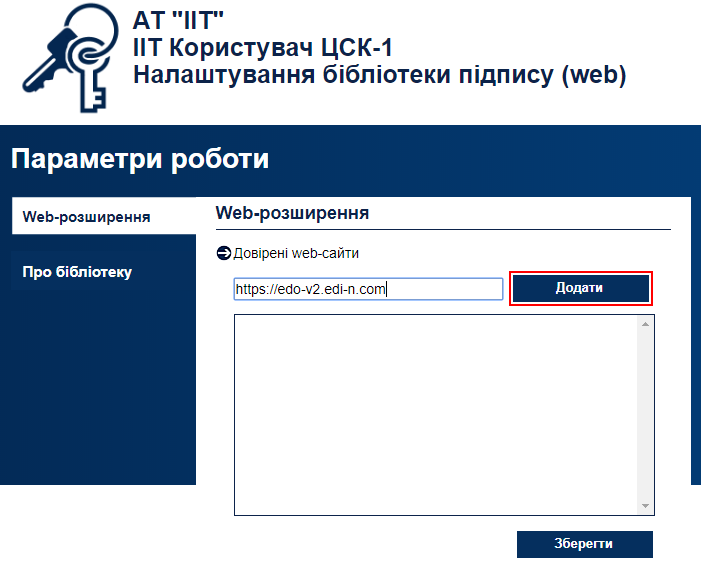 АТ "ІІТ"
ІІТ Користувач ЦСК-1
Налаштування бібліотеки підпису (web)
Параметри роботи
Web-розширення
Про бібліотеку
Web-розширення
Довірені web-сайти
https://edo-v2.edi-n.com
Додати
Зберегти